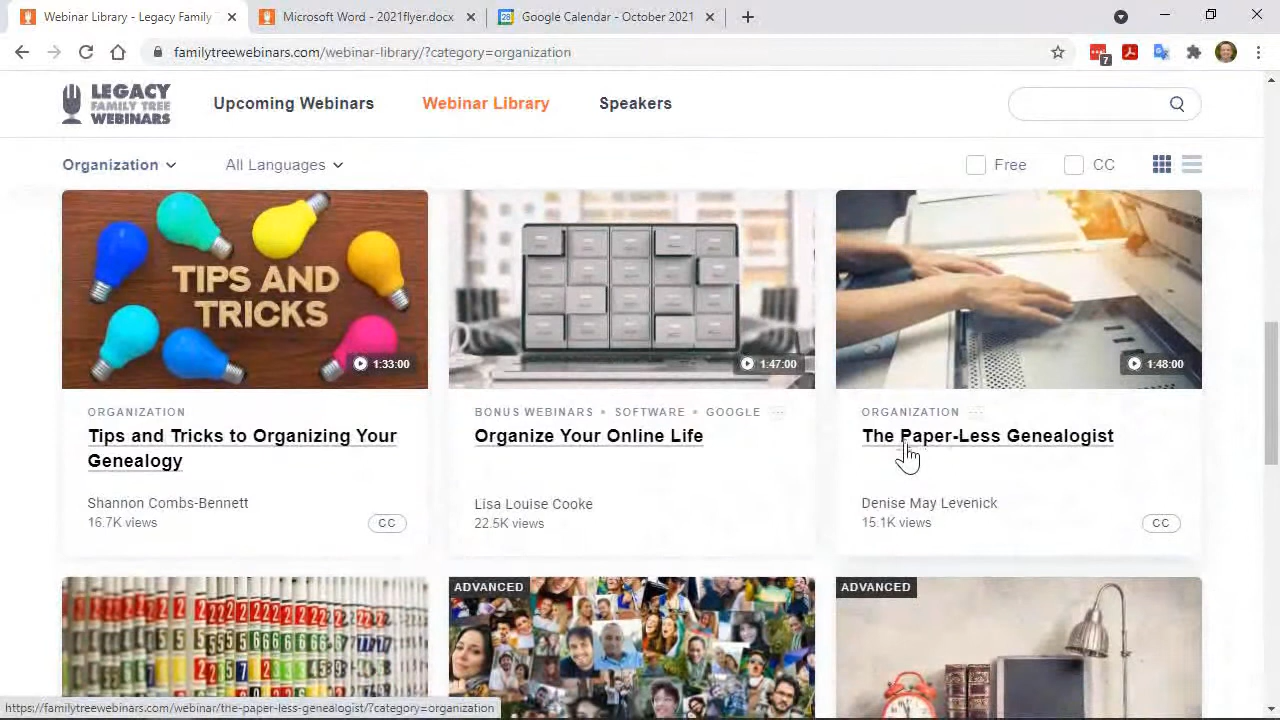 Webinar Library - Legacy Family T
Microsoft Word - 2021flyer.docx
Google Calendar - October 2021
familytreewebinars.com/webinar-library/?category=organization
7
LEGACY
FAMILY TREE
WEBINARS
Upcoming Webinars
Webinar Library
Speakers
Organization
All Languages
Free
CC
TIPS AND
TRICKS
1:33:00
1:47:00
1:48:00
ORGANIZATION
Tips and Tricks to Organizing Your
Genealogy
Shannon Combs-Bennett
16.7K views
CC
BONUS WEBINARS • SOFTWARE • GOOGLE ...
Organize Your Online Life
Lisa Louise Cooke
22.5K views
ORGANIZATION ...
The Paper-Less Genealogist
Denise May Levenick
15.1K views
CC
ADVANCED
ADVANCED
https://familytreewebinars.com/webinar/the-paper-less-genealogist/?category=organization